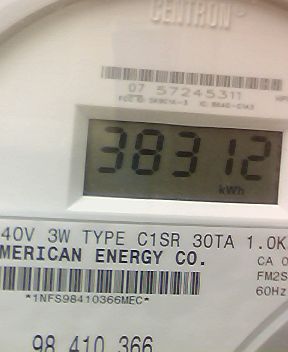 CENTRON
07 57245311
38312
kWh
40V 3W TYPE C1SR 30TA 1.0K
MERICAN ENERGY CO.
CA 0
FM2S
*1NFS98410366MEC*
60Hz
98 410 366